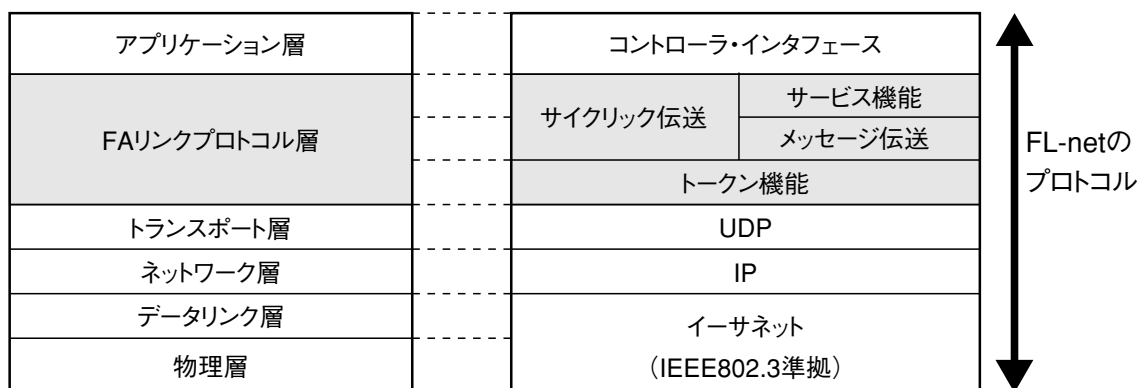 アプリケーション層
コントローラ・インタフェース
FAリンクプロトコル層
サイクリック伝送
サービス機能
メッセージ伝送
トークン機能
トランスポート層
UDP
ネットワーク層
IP
データリンク層
物理層
イーサネット
（IEEE802.3準拠）
FL-netの
プロトコル